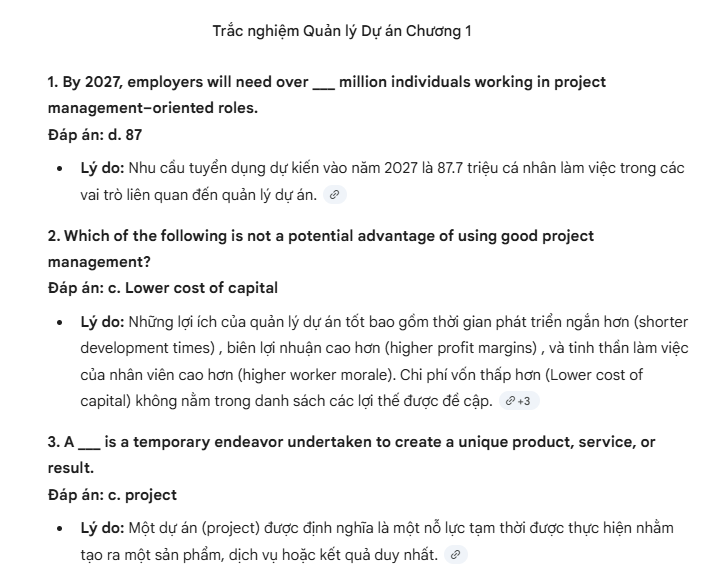 Trắc nghiệm Quản lý Dự án Chương 1
1. By 2027, employers will need over ___ million individuals working in project
management–oriented roles.
Đáp án: d. 87
• Lý do: Nhu cầu tuyển dụng dự kiến vào năm 2027 là 87.7 triệu cá nhân làm việc trong các
vai trò liên quan đến quản lý dự án.
2. Which of the following is not a potential advantage of using good project
management?
Đáp án: c. Lower cost of capital
• Lý do: Những lợi ích của quản lý dự án tốt bao gồm thời gian phát triển ngắn hơn (shorter
development times) , biên lợi nhuận cao hơn (higher profit margins) , và tinh thần làm việc
của nhân viên cao hơn (higher worker morale). Chi phí vốn thấp hơn (Lower cost of
capital) không nằm trong danh sách các lợi thế được đề cập. +3
3. A ___ is a temporary endeavor undertaken to create a unique product, service, or
result.
Đáp án: c. project
• Lý do: Một dự án (project) được định nghĩa là một nỗ lực tạm thời được thực hiện nhằm
tạo ra một sản phẩm, dịch vụ hoặc kết quả duy nhất.